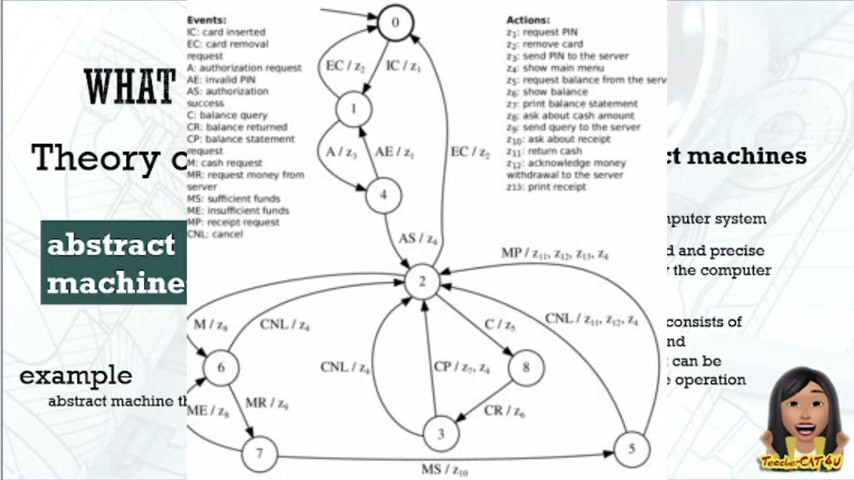 WHAT
Theory o
abstract
machine
example
abstract machine th
Events:
IC: card inserted
EC: card removal
request
A: authorization request
AE: invalid PIN
AS: authorization
success
C: balance query
CR: balance returned
CP: balance statement
request
M: cash request
MR: request money from
server
MS: sufficient funds
ME: insufficient funds
MP: receipt request
CNL: cancel
Actions:
z1: request PIN
z2: remove card
z3: send PIN to the server
z4: show main menu
z5: request balance from the serv
z6: show balance
z7: print balance statement
z8: ask about cash amount
z9: send query to the server
z10: ask about receipt
z11: return cash
z12: acknowledge money
withdrawal to the server
z13: print receipt
0
EC / z2
IC / z1
1
A / z3
AE / z1
EC / z2
4
AS / z4
2
MP / z11, z12, z13, z4
M / z8
CNL / z4
C / z5
CNL / z11, z12, z4
6
CNL / z4
CP / z7, z4
8
ME / z8
MR / z9
CR / z6
7
3
5
MS / z10
ct machines
mputer system
d and precise
y the computer
consists of
nd
can be
e operation
TeacherCAT4U